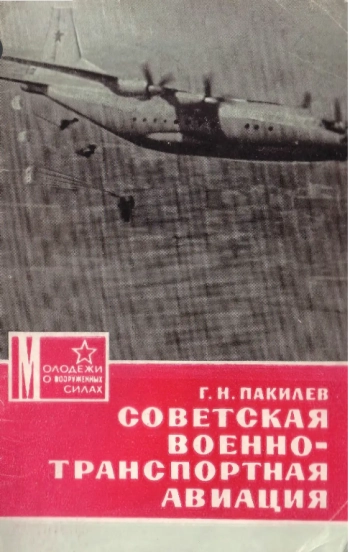 МОЛОДЕЖИ
О ВООРУЖЕННЫХ
СИЛАХ
Г. Н. ПАКИЛЕВ
СОВЕТСКАЯ
ВОЕННО-
ТРАНСПОРТНАЯ
АВИАЦИЯ